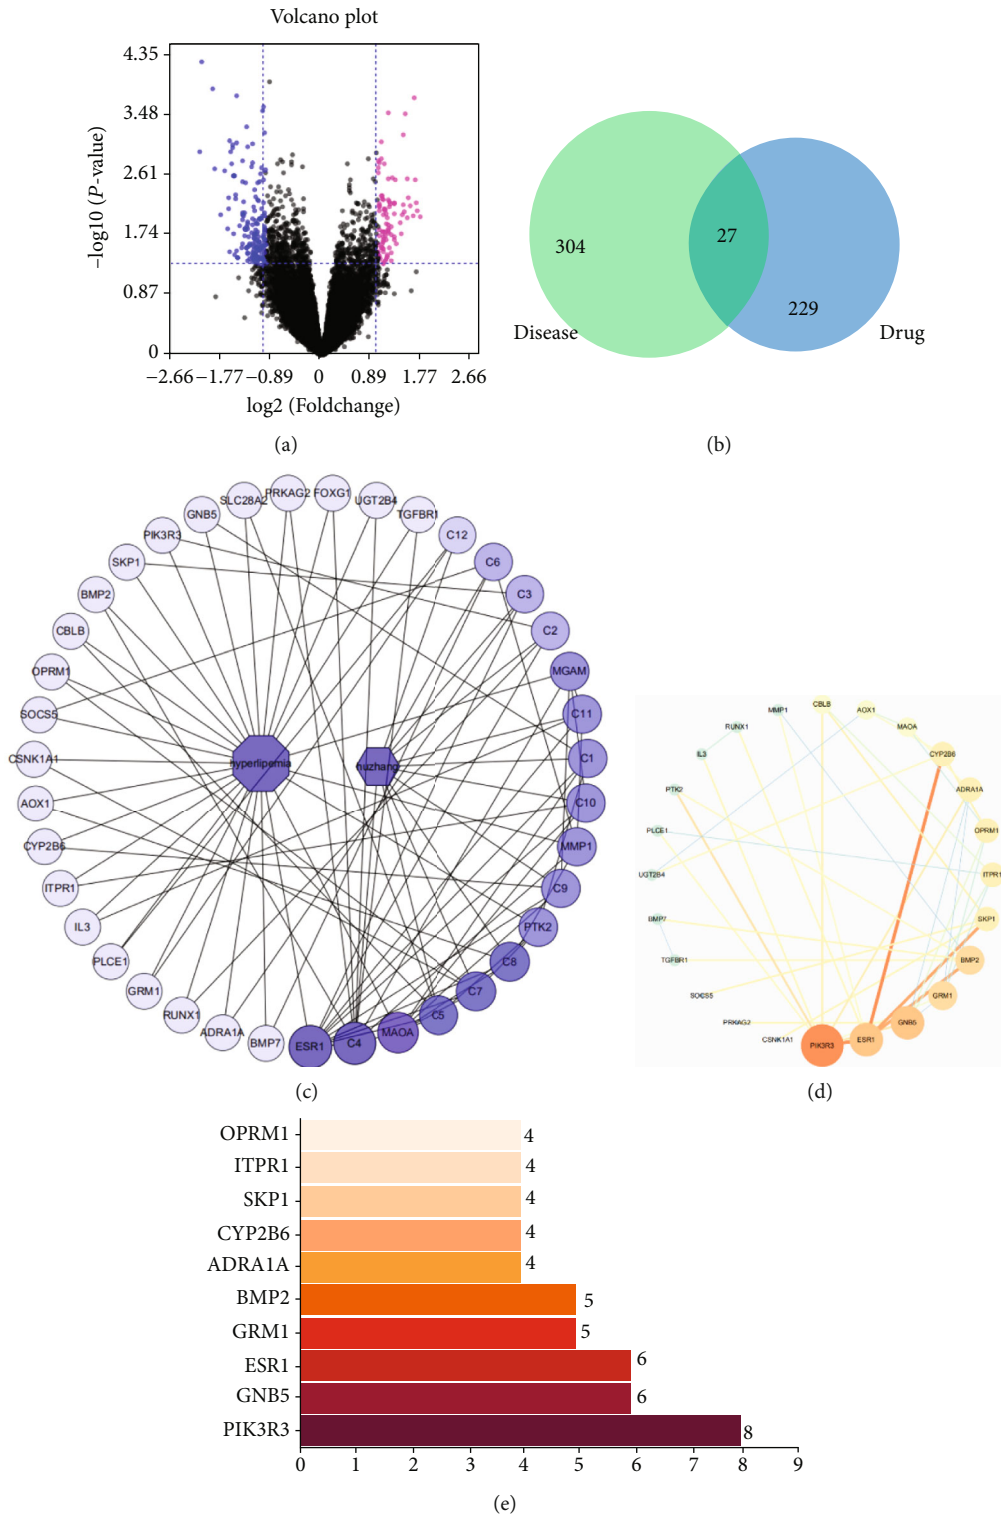 Volcano plot
4.35
3.48
2.61
1.74
0.87
0
−log10 (P-value)
−2.66 −1.77 −0.89 0 0.89 1.77 2.66
log2 (Foldchange)
(a)
304
27
229
Disease
Drug
(b)
SLC28A2
PRKAG2
FOXG1
UGT2B4
TGFBR1
GNB5
PIK3R3
C12
C6
SKP1
C3
BMP2
C2
CBLB
MGAM
OPRM1
C11
SOCS5
C1
CSNK1A1
hyperlipemia
huzhang
C10
AOX1
MMP1
CYP2B6
C9
ITPR1
PTK2
IL3
C8
PLCE1
C7
GRM1
C5
RUNX1
MAOA
ADRA1A
C4
BMP7
ESR1
(c)
CBLB
MMP1
AOX1
RUNX1
MAOA
IL3
CYP2B6
PTK2
ADRA1A
PLCE1
OPRM1
UGT2B4
ITPR1
BMP7
SKP1
TGFBR1
BMP2
SOCS5
GRM1
PRKAG2
GNB5
CSNK1A1
PIK3R3
ESR1
(d)
OPRM1 4
ITPR1 4
SKP1 4
CYP2B6 4
ADRA1A 4
BMP2 5
GRM1 5
ESR1 6
GNB5 6
PIK3R3 8
0 1 2 3 4 5 6 7 8 9
(e)